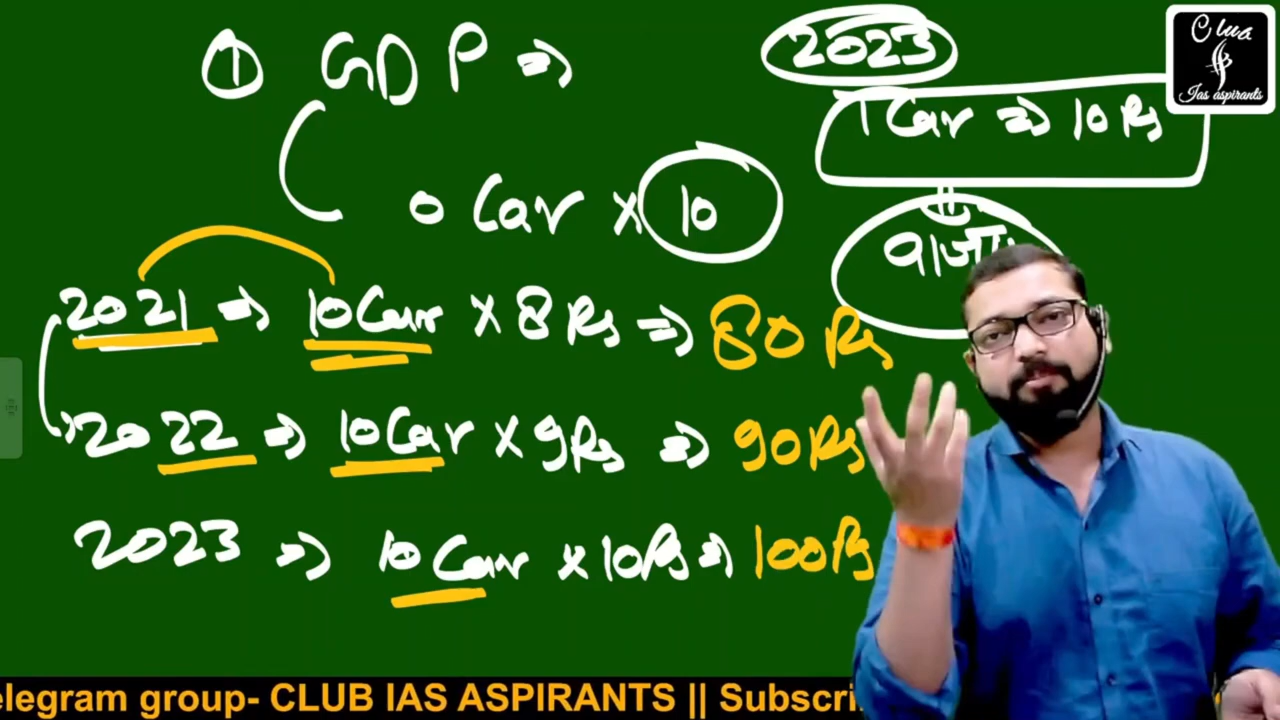 ① GDP ⇒
2023
1 Car ⇒ 10 Rs
0 Car × 10
2021 ⇒ 10 Car × 8 Rs ⇒ 80 Rs
2022 ⇒ 10 Car × 9 Rs ⇒ 90 Rs
2023 ⇒ 10 Car × 10 Rs ⇒ 100 Rs
Club
Ias aspirants
elegram group- CLUB IAS ASPIRANTS || Subscri